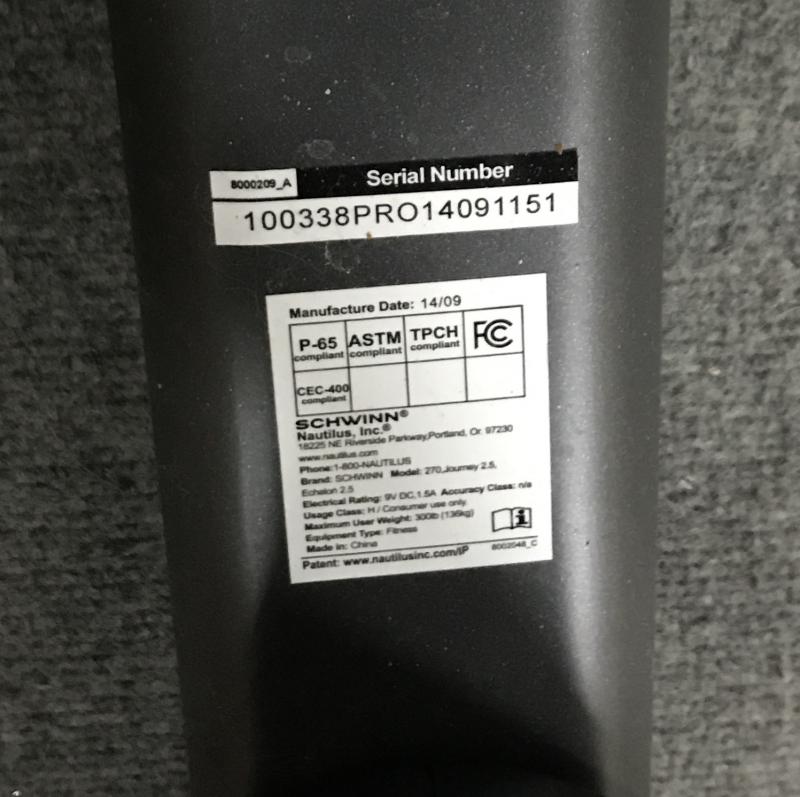 8000209_A Serial Number
100338PRO14091151
Manufacture Date: 14/09
P-65 ASTM TPCH FCC
compliant compliant compliant
CEC-400
compliant
SCHWINN®
Nautilus, Inc.®
18225 NE Riverside Parkway,Portland, Or. 97230
www.nautilus.com
Phone:1-800-NAUTILUS
Brand: SCHWINN Model: 270,Journey 2.5,
Echelon 2.5
Electrical Rating: 9V DC,1.5A Accuracy Class: n/a
Usage Class: H / Consumer use only.
Maximum User Weight: 300lb (136kg)
Equipment Type: Fitness
Made in: China
Patent: www.nautilusinc.com/IP 8002048_C